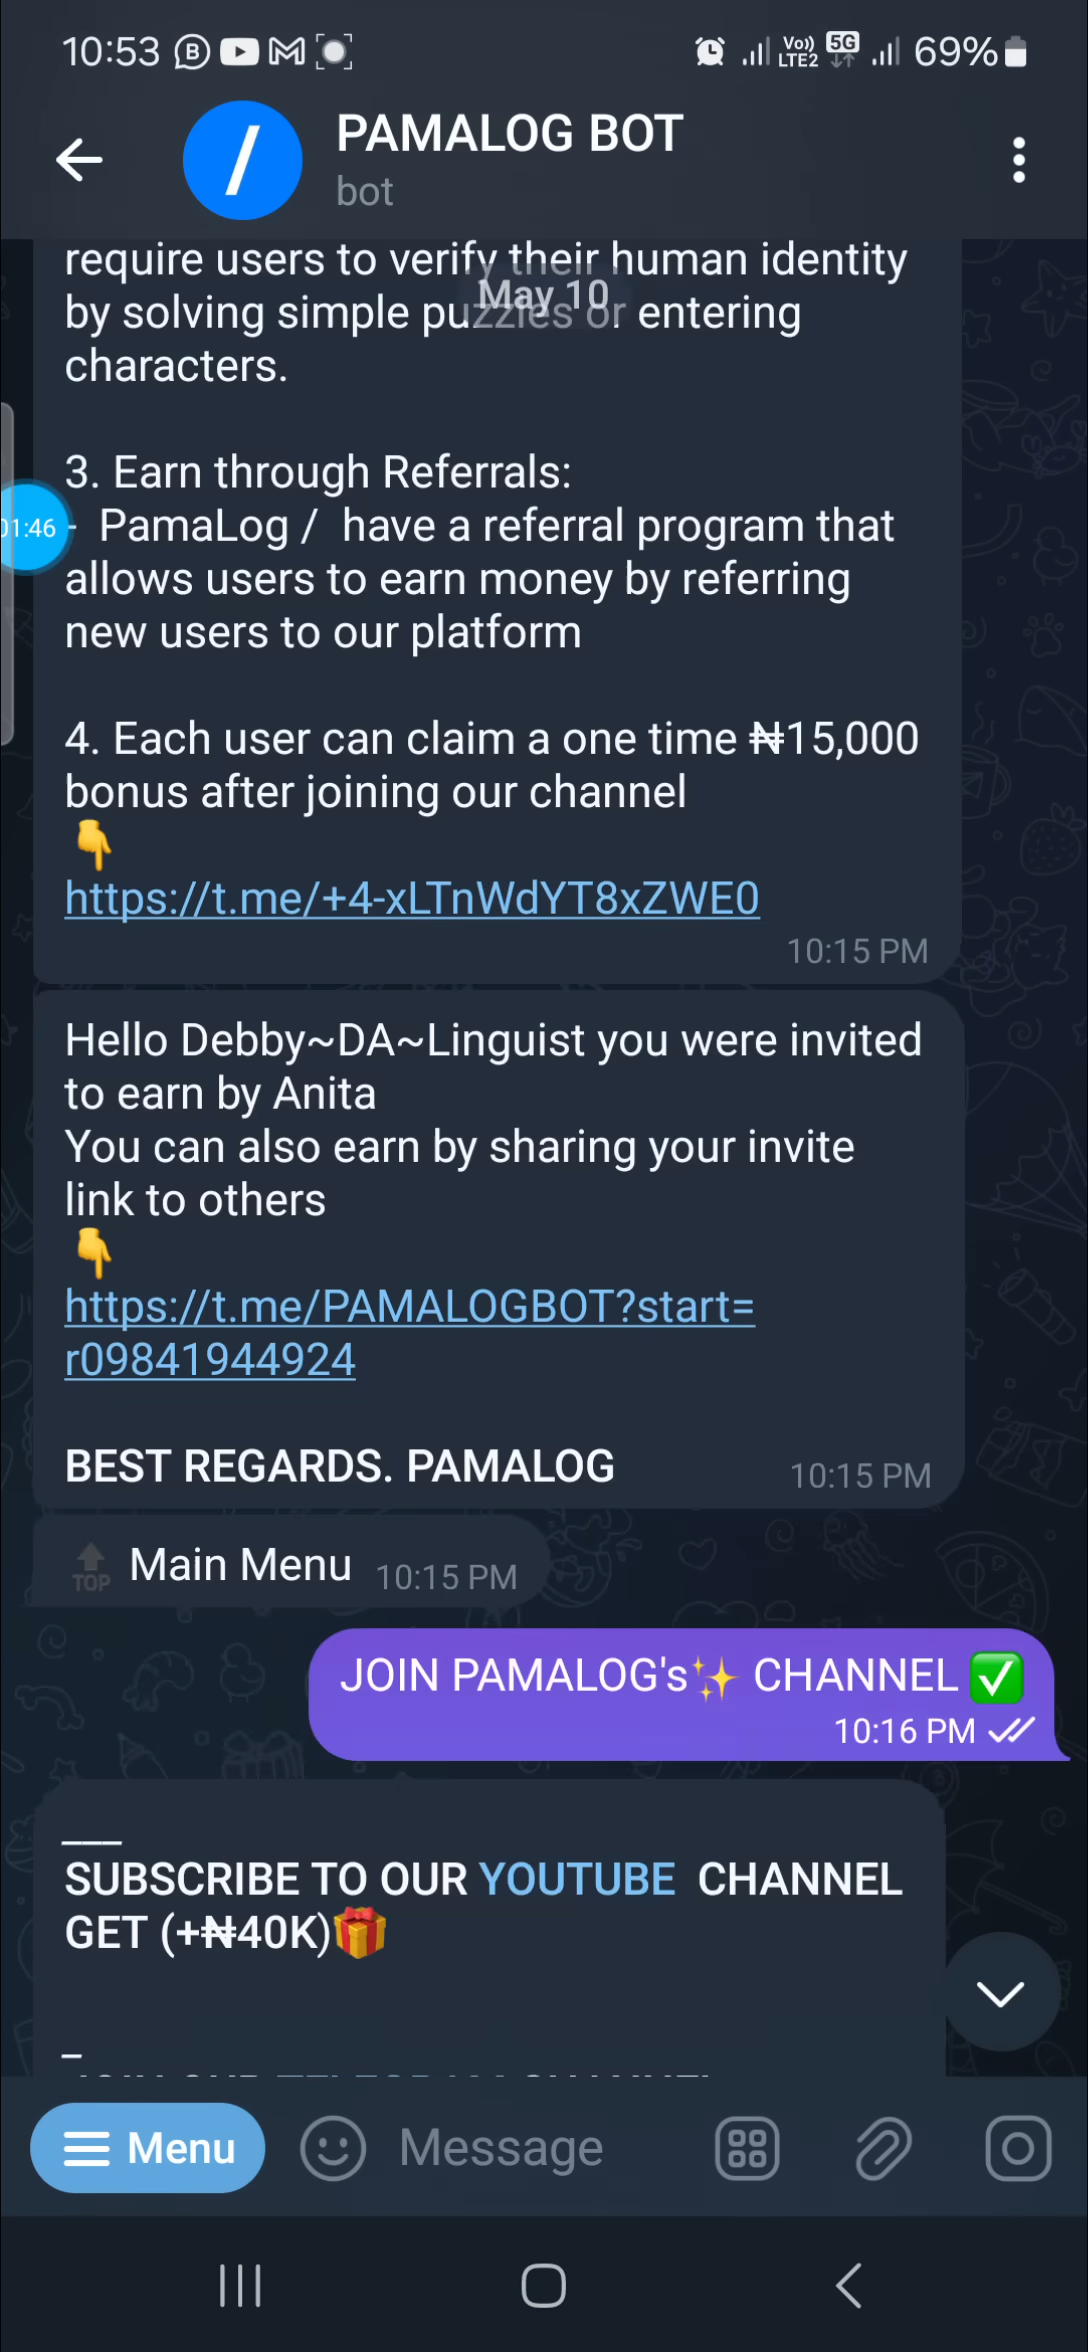 10:53
Vo)) LTE2 5G 69%
PAMALOG BOT
bot
require users to verify their human identity
May 10
by solving simple puzzles or entering
characters.
3. Earn through Referrals:
01:46
- PamaLog / have a referral program that
allows users to earn money by referring
new users to our platform
4. Each user can claim a one time ₦15,000
bonus after joining our channel
👇
https://t.me/+4-xLTnWdYT8xZWE0
10:15 PM
Hello Debby~DA~Linguist you were invited
to earn by Anita
You can also earn by sharing your invite
link to others
👇
https://t.me/PAMALOGBOT?start=
r09841944924
BEST REGARDS. PAMALOG
10:15 PM
🔝 Main Menu 10:15 PM
JOIN PAMALOG's✨ CHANNEL ✅
10:16 PM
___
SUBSCRIBE TO OUR YOUTUBE CHANNEL
GET (+₦40K)🎁
_
Menu
Message